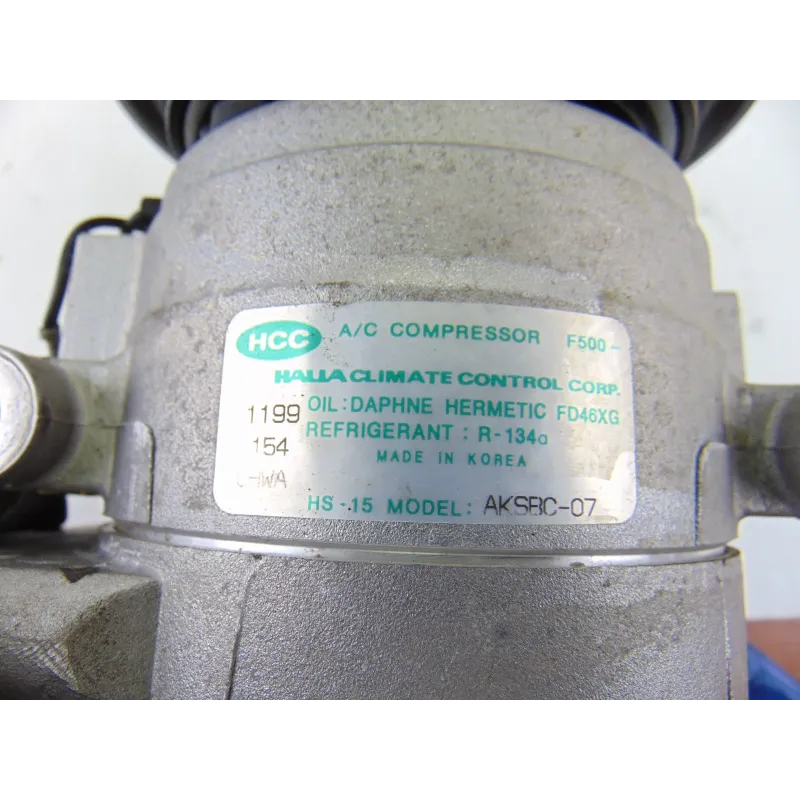 HCC A/C COMPRESSOR F500-
HALLA CLIMATE CONTROL CORP.
1199 OIL: DAPHNE HERMETIC FD46XG
154 REFRIGERANT: R-134a
MADE IN KOREA
HS-15 MODEL: AKSBC-07